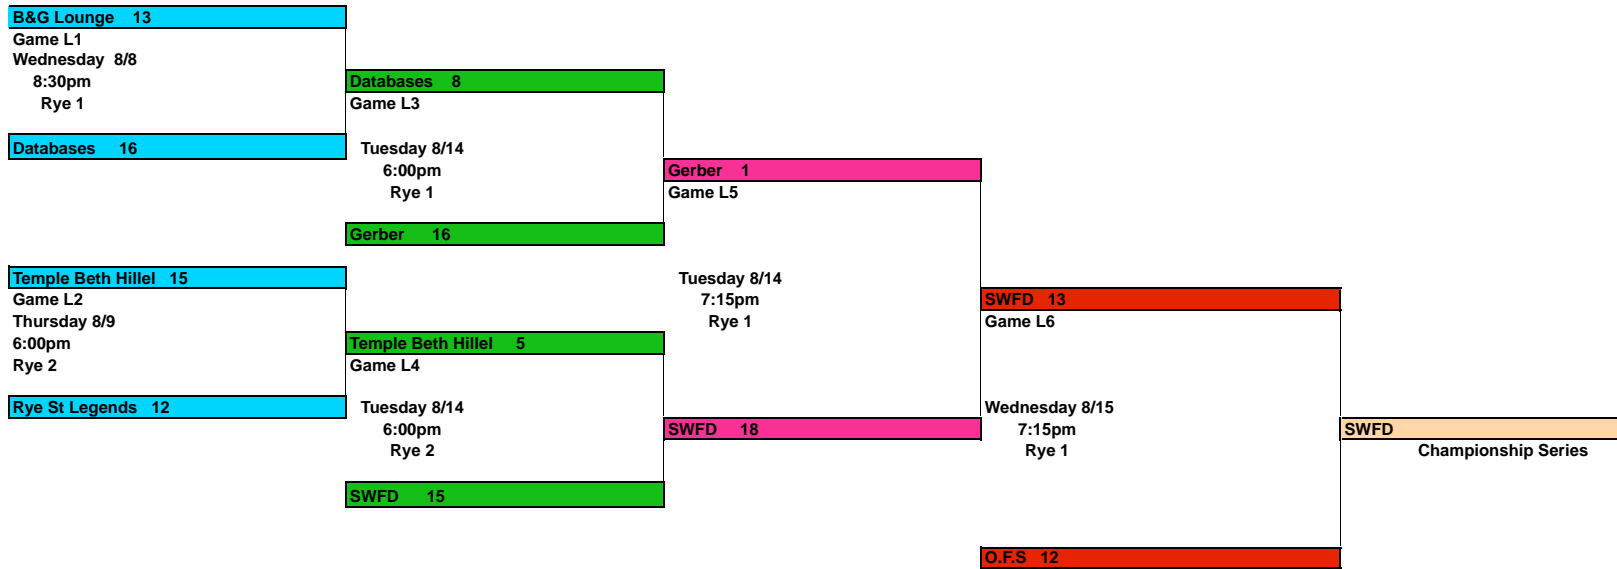 B&G Lounge 13
Game L1
Wednesday 8/8
8:30pm
Rye 1
Databases 16
Temple Beth Hillel 15
Game L2
Thursday 8/9
6:00pm
Rye 2
Rye St Legends 12
Databases 8
Game L3
Tuesday 8/14
6:00pm
Rye 1
Gerber 16
Temple Beth Hillel 5
Game L4
Tuesday 8/14
6:00pm
Rye 2
SWFD 15
Gerber 1
Game L5
Tuesday 8/14
7:15pm
Rye 1
SWFD 18
SWFD 13
Game L6
Wednesday 8/15
7:15pm
Rye 1
O.F.S 12
SWFD
Championship Series